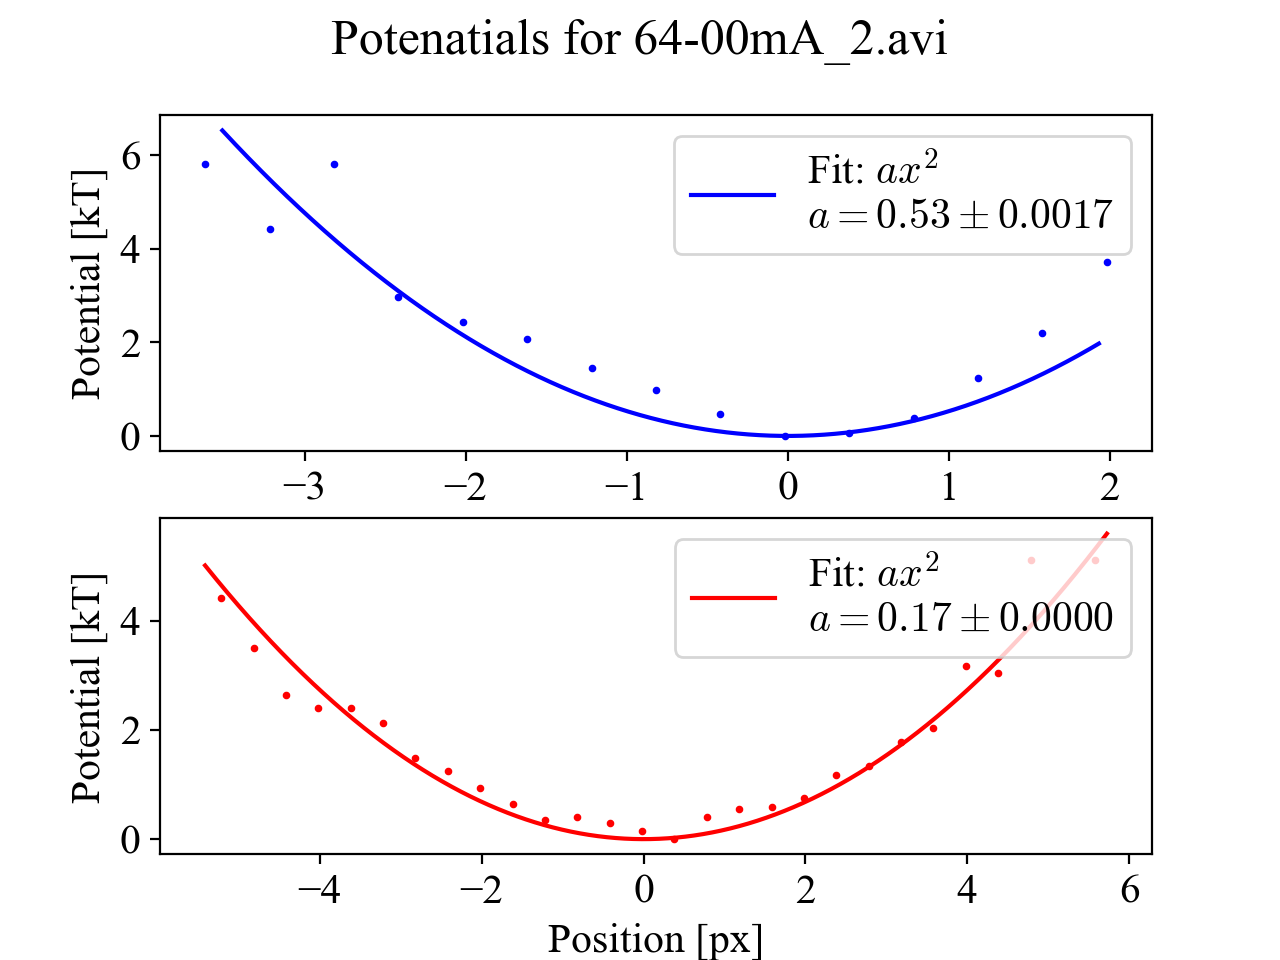 Potenatials for 64-00mA_2.avi
Potential [kT]
6
4
2
0
Fit: ax²
a = 0.53 ± 0.0017
−3 −2 −1 0 1 2
Potential [kT]
4
2
0
Fit: ax²
a = 0.17 ± 0.0000
−4 −2 0 2 4 6
Position [px]